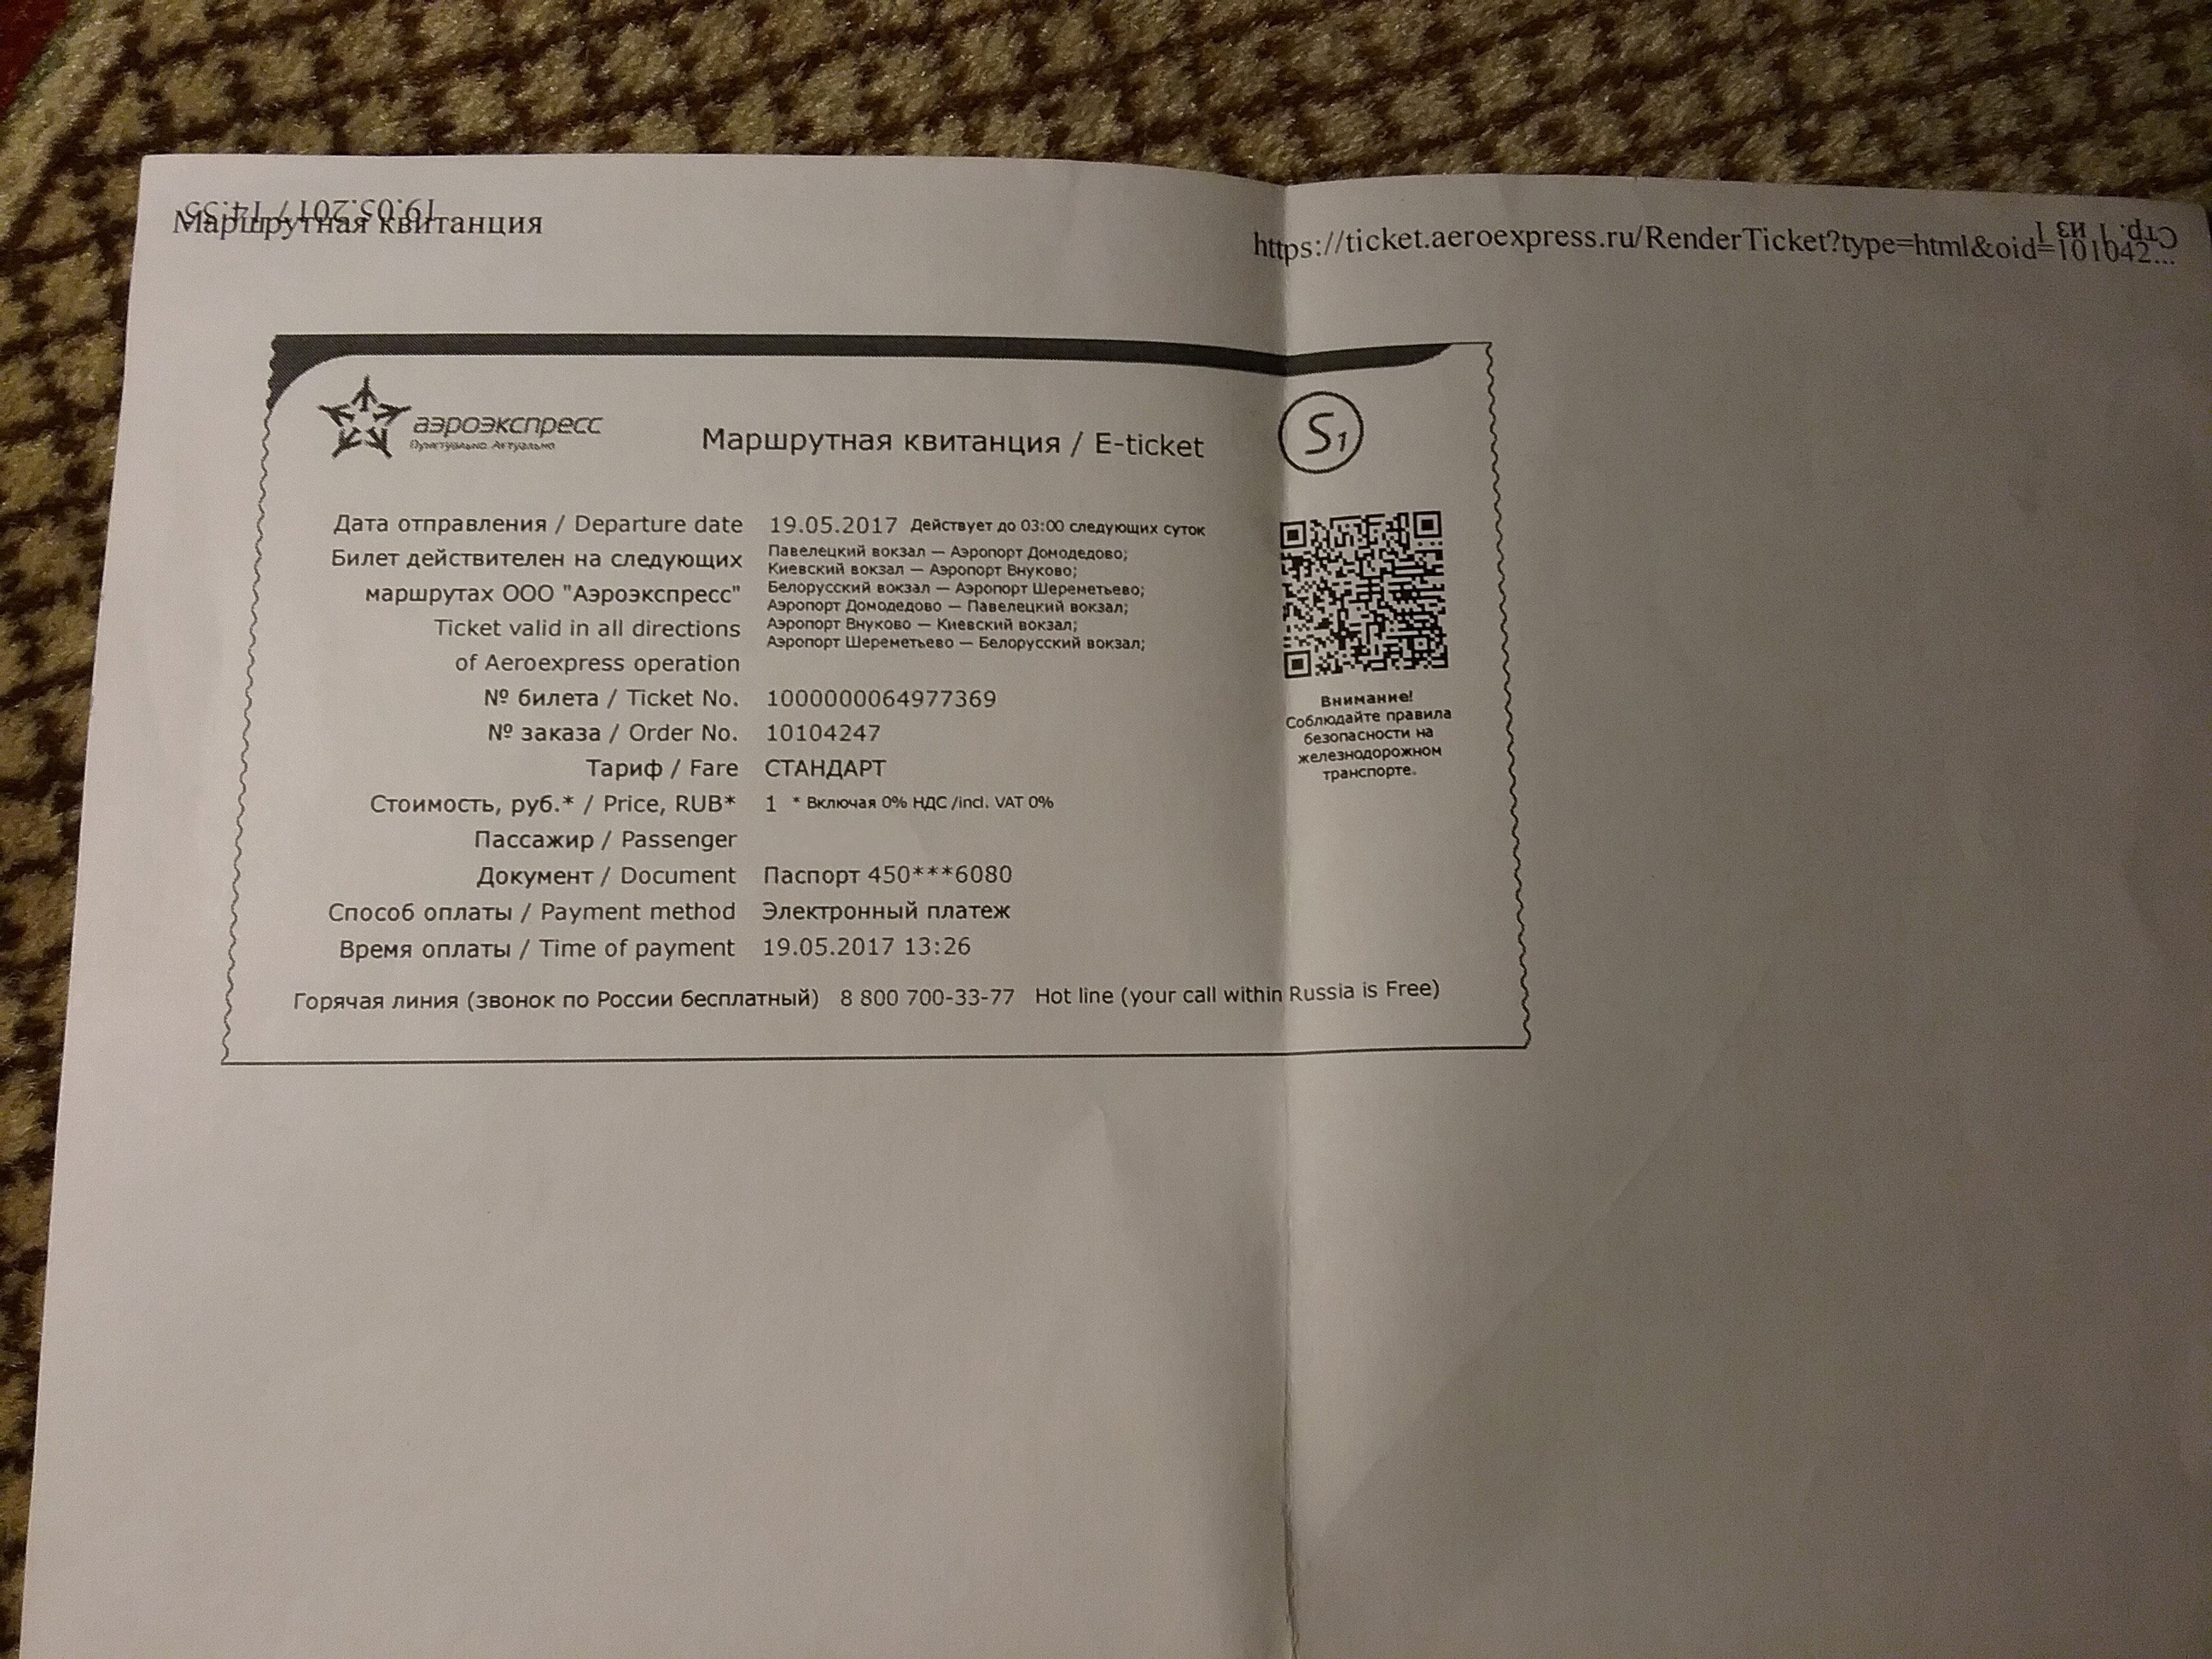 19.05.2017 14:55
Маршрутная квитанция
Стр. 1 из 1
https://ticket.aeroexpress.ru/RenderTicket?type=html&oid=101042...
аэроэкспресс
Пунктуально. Актуально
Маршрутная квитанция / E-ticket
S1
Дата отправления / Departure date 19.05.2017 Действует до 03:00 следующих суток
Билет действителен на следующих
маршрутах ООО "Аэроэкспресс"
Ticket valid in all directions
of Aeroexpress operation
Павелецкий вокзал — Аэропорт Домодедово;
Киевский вокзал — Аэропорт Внуково;
Белорусский вокзал — Аэропорт Шереметьево;
Аэропорт Домодедово — Павелецкий вокзал;
Аэропорт Внуково — Киевский вокзал;
Аэропорт Шереметьево — Белорусский вокзал;
№ билета / Ticket No. 1000000064977369
№ заказа / Order No. 10104247
Тариф / Fare СТАНДАРТ
Стоимость, руб.* / Price, RUB* 1 * Включая 0% НДС /incl. VAT 0%
Пассажир / Passenger
Документ / Document Паспорт 450***6080
Способ оплаты / Payment method Электронный платеж
Время оплаты / Time of payment 19.05.2017 13:26
Внимание!
Соблюдайте правила
безопасности на
железнодорожном
транспорте.
Горячая линия (звонок по России бесплатный) 8 800 700-33-77 Hot line (your call within Russia is Free)